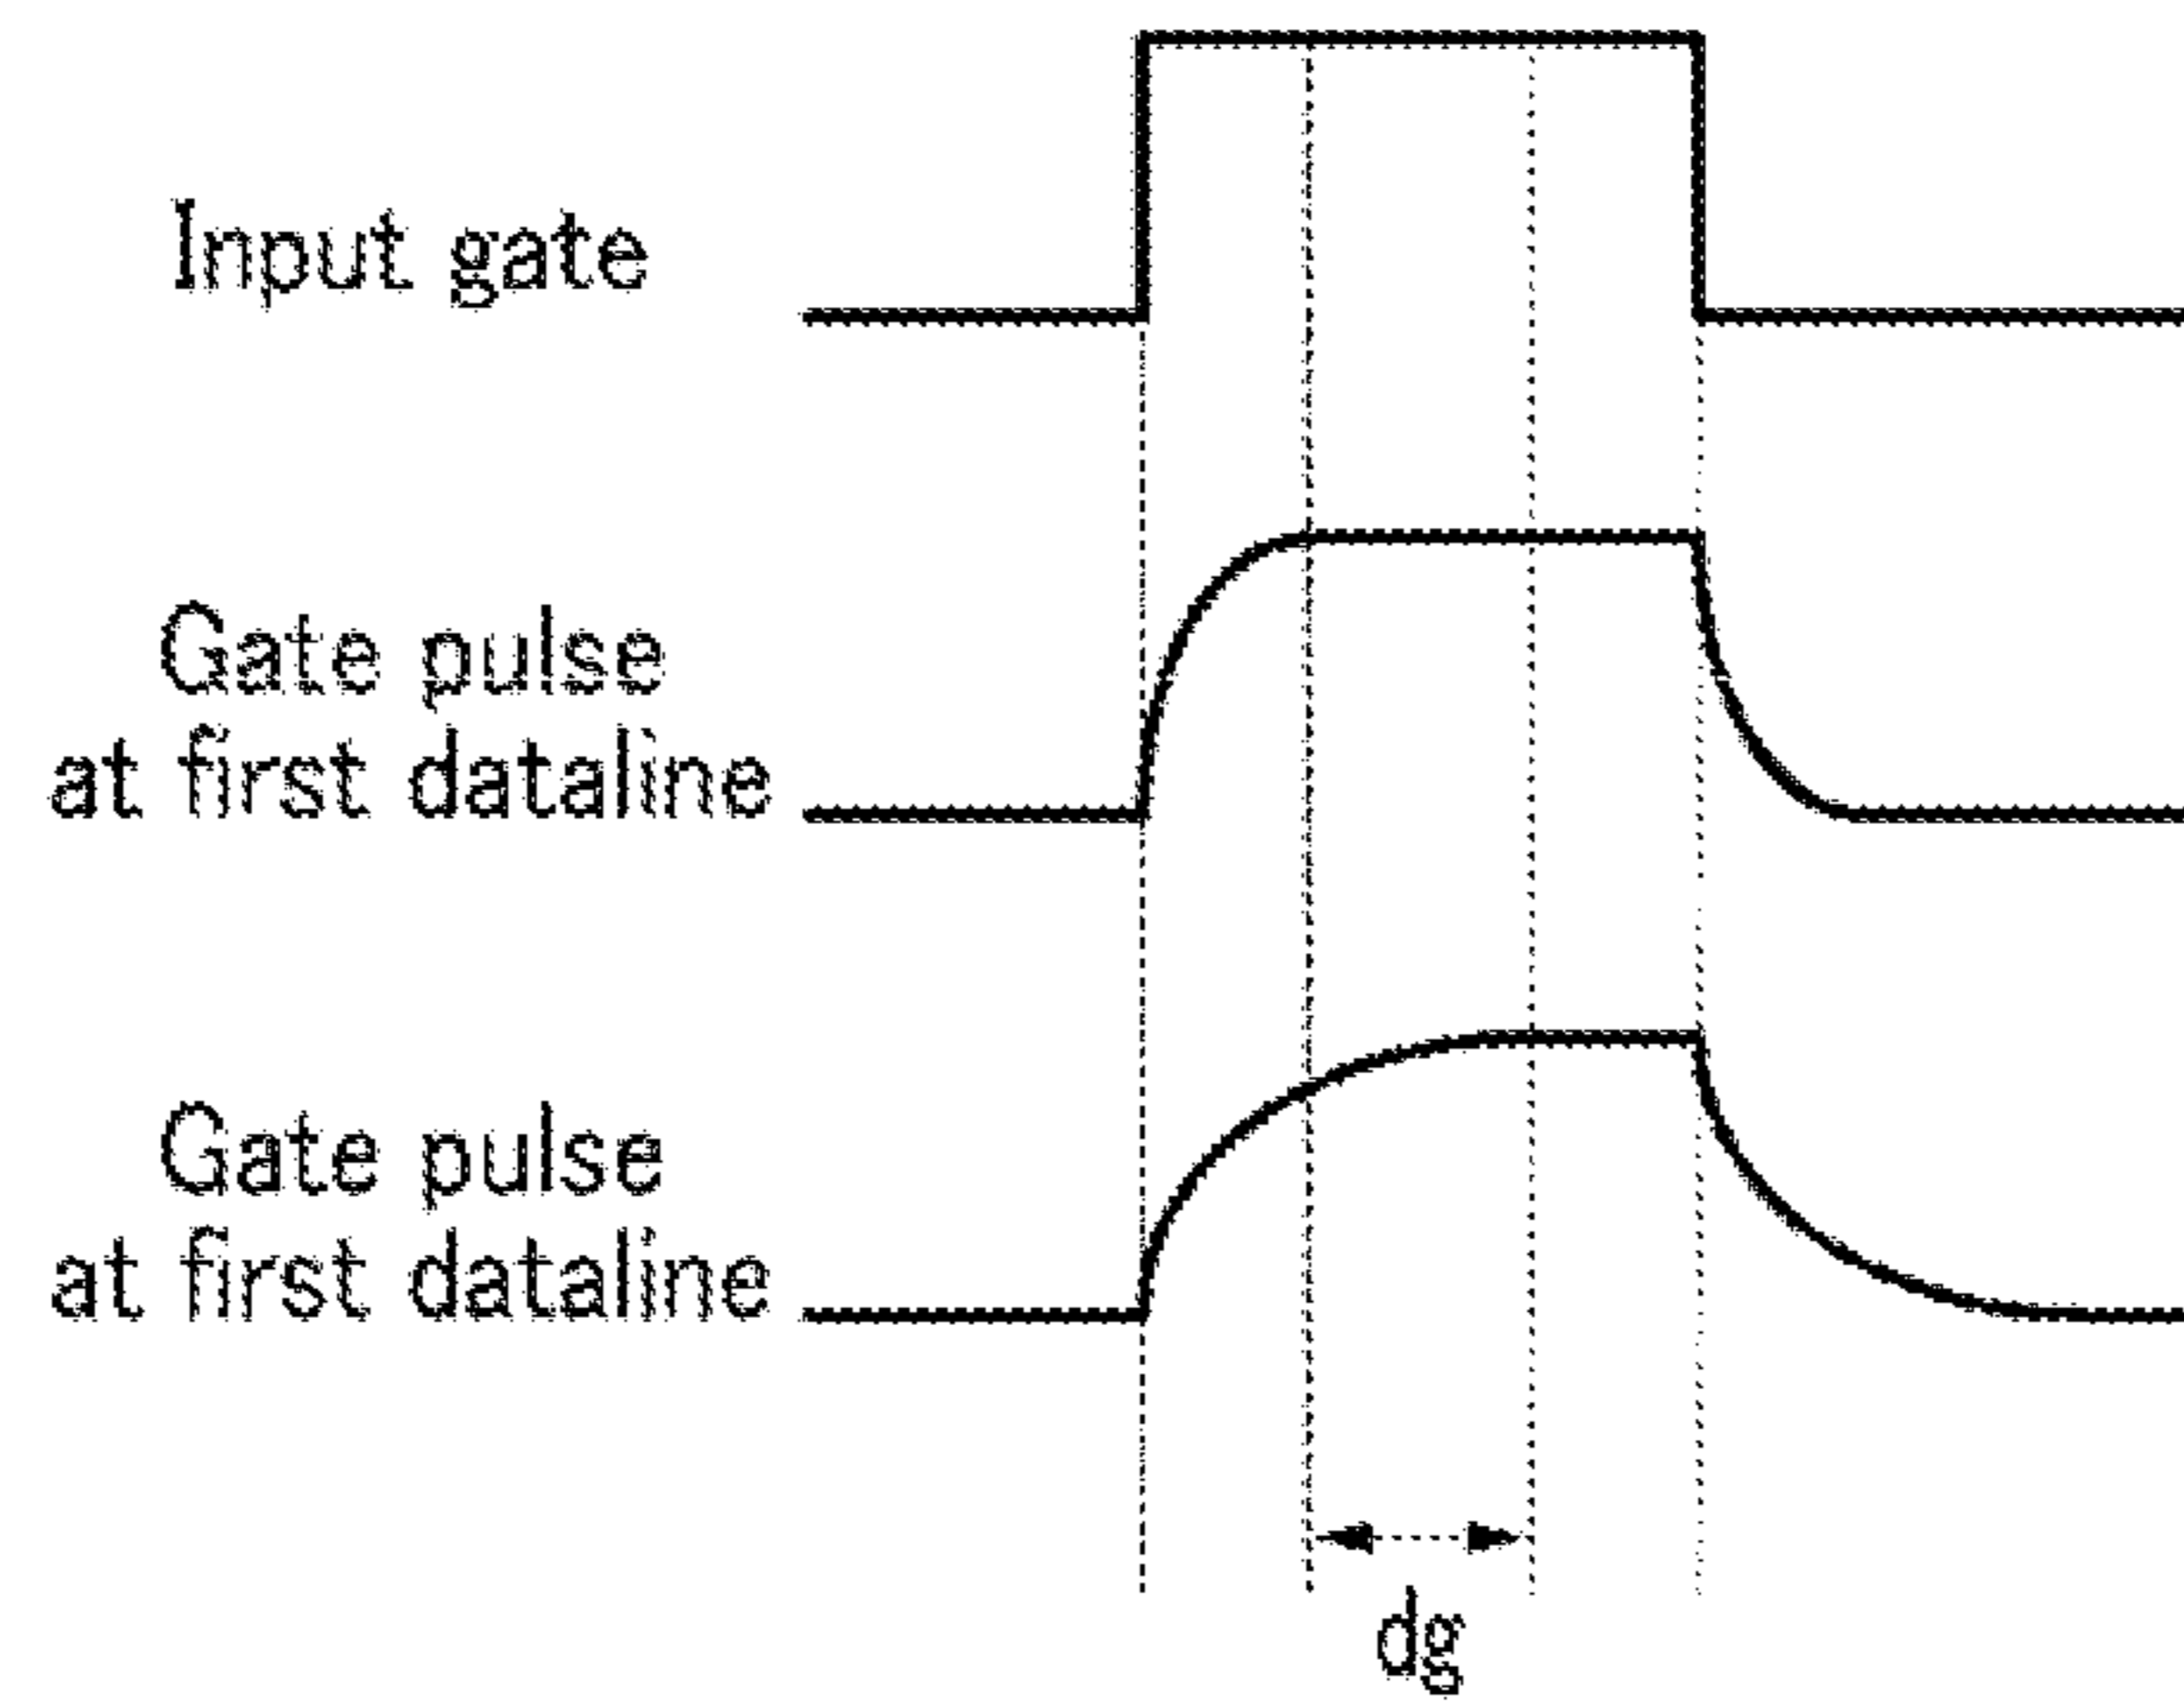 Input gate
Gate pulse
at first dataline
Gate pulse
at first dataline
dg